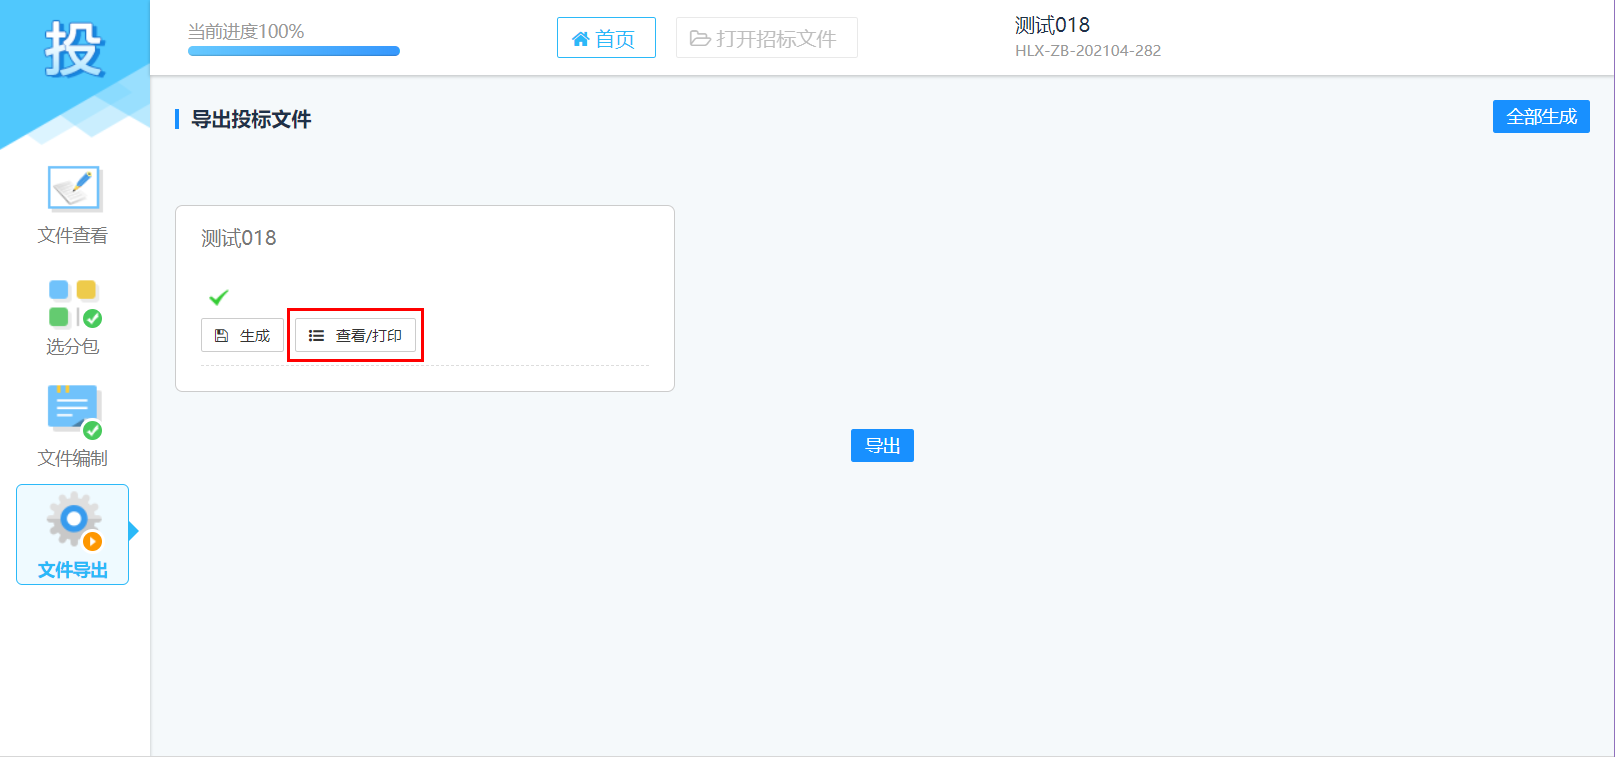 投
当前进度100%
首页
打开招标文件
测试018
HLX-ZB-202104-282
导出投标文件
全部生成
文件查看
选分包
文件编制
文件导出
测试018
生成
查看/打印
导出